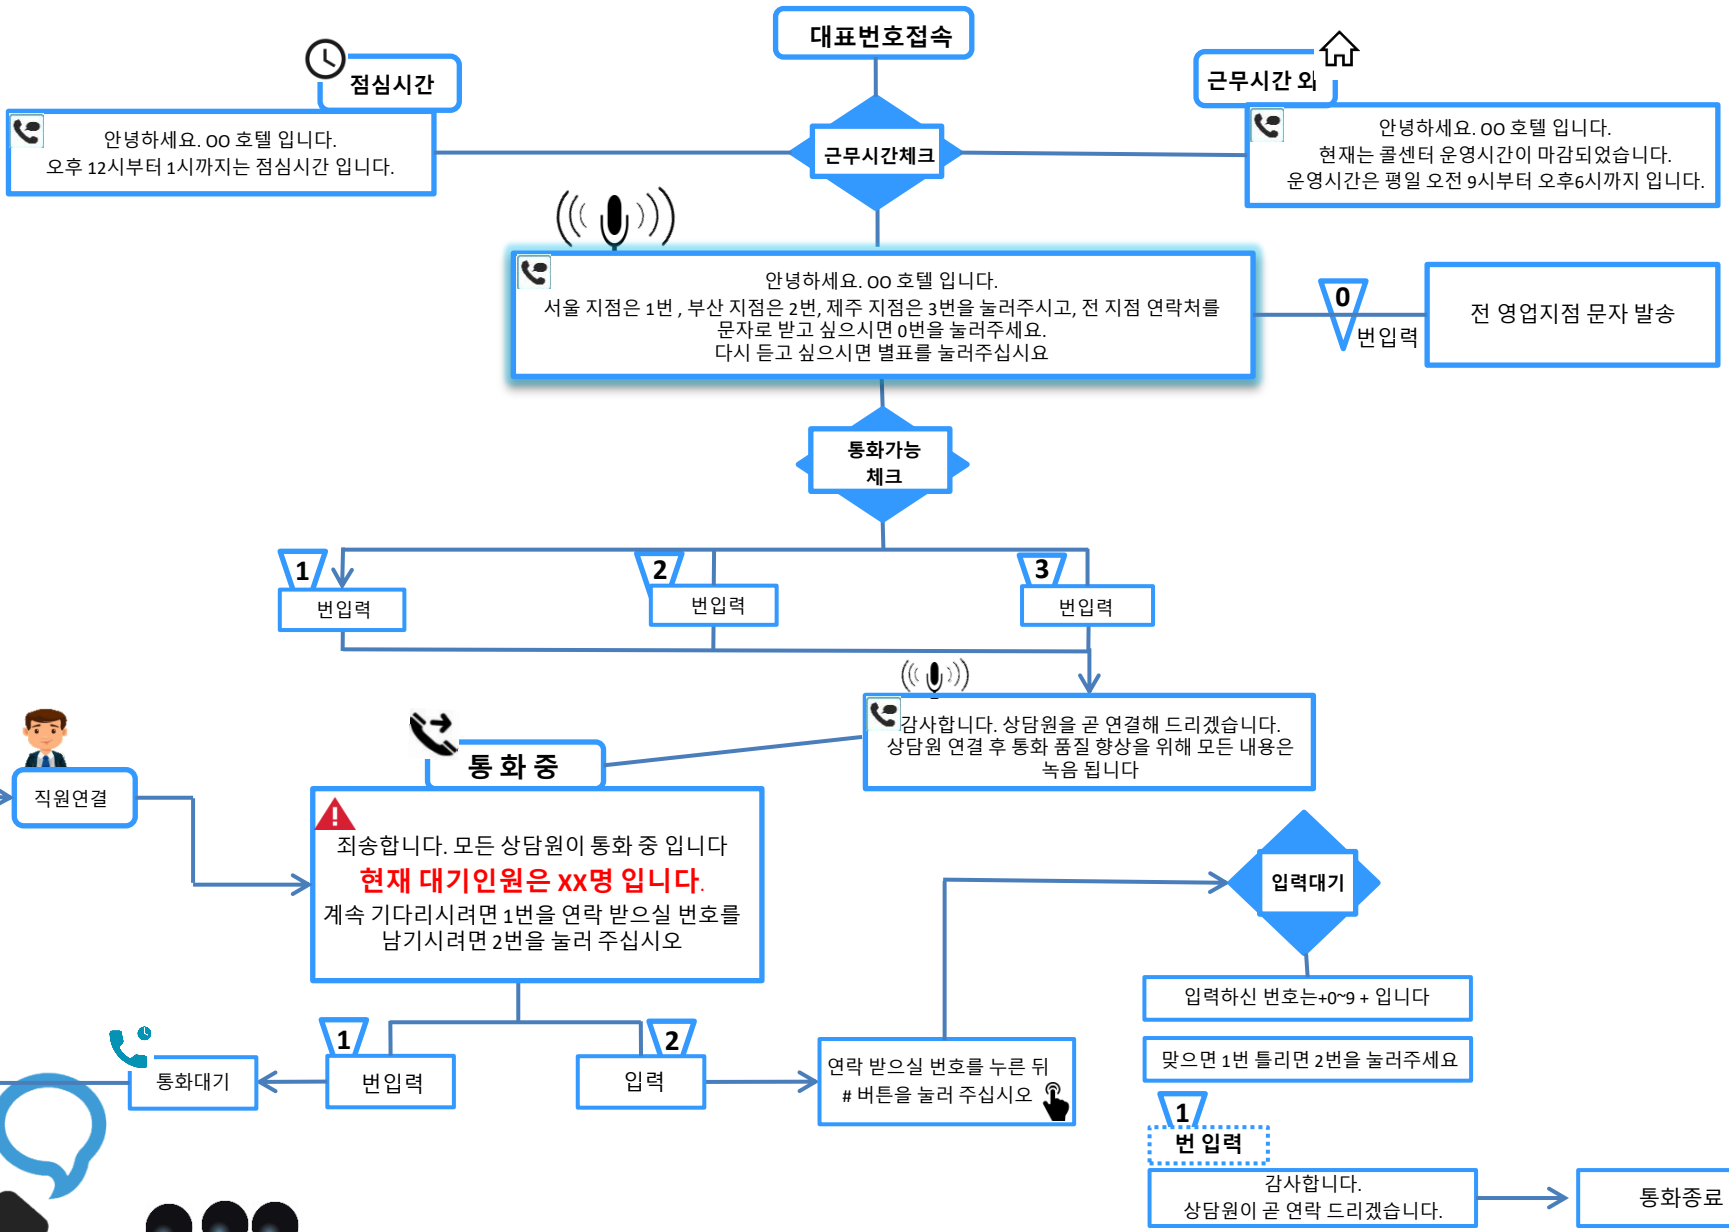 대표번호접속
점심시간
근무시간 외
안녕하세요. OO 호텔 입니다.
오후 12시부터 1시까지는 점심시간 입니다.
근무시간체크
안녕하세요. OO 호텔 입니다.
현재는 콜센터 운영시간이 마감되었습니다.
운영시간은 평일 오전 9시부터 오후6시까지 입니다.
안녕하세요. OO 호텔 입니다.
서울 지점은 1번 , 부산 지점은 2번, 제주 지점은 3번을 눌러주시고, 전 지점 연락처를
문자로 받고 싶으시면 0번을 눌러주세요.
다시 듣고 싶으시면 별표를 눌러주십시요
0
번입력
전 영업지점 문자 발송
통화가능
체크
1
번입력
2
번입력
3
번입력
감사합니다. 상담원을 곧 연결해 드리겠습니다.
상담원 연결 후 통화 품질 향상을 위해 모든 내용은
녹음 됩니다
통 화 중
직원연결
죄송합니다. 모든 상담원이 통화 중 입니다
현재 대기인원은 XX명 입니다.
계속 기다리시려면 1번을 연락 받으실 번호를
남기시려면 2번을 눌러 주십시오
입력대기
입력하신 번호는+0~9 + 입니다
맞으면 1번 틀리면 2번을 눌러주세요
1
번입력
2
입력
통화대기
연락 받으실 번호를 누른 뒤
# 버튼을 눌러 주십시오
1
번 입력
감사합니다.
상담원이 곧 연락 드리겠습니다.
통화종료